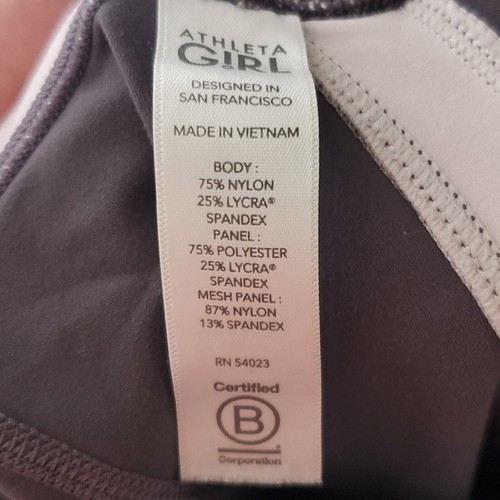 ATHLETA
GiRL
DESIGNED IN
SAN FRANCISCO
MADE IN VIETNAM
BODY :
75% NYLON
25% LYCRA®
SPANDEX
PANEL :
75% POLYESTER
25% LYCRA®
SPANDEX
MESH PANEL :
87% NYLON
13% SPANDEX
RN 54023
Certified
B
Corporation